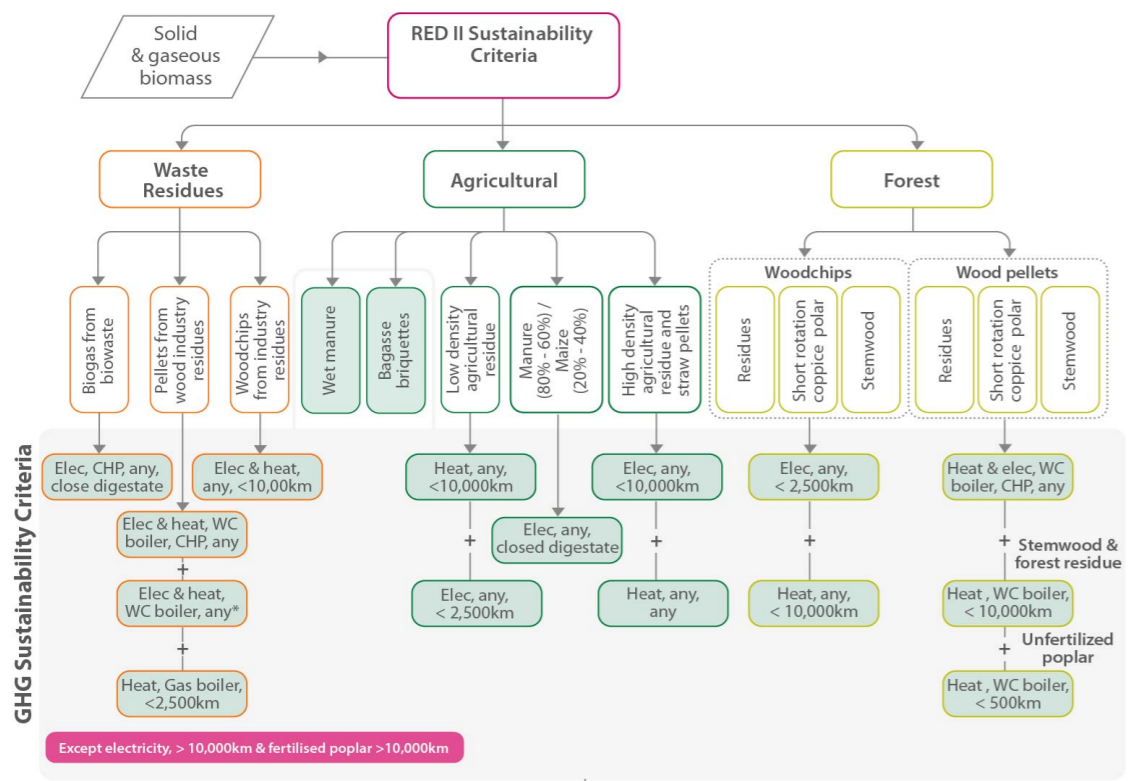 Solid
& gaseous
biomass
RED II Sustainability
Criteria
Waste
Residues
Agricultural
Forest
Biogas from
biowaste
Pellets from
wood industry
residues
Woodchips
from industry
residues
Wet manure
Bagasse
briquettes
Low density
agricultural
residue
Manure
(80% - 60%) /
Maize
(20% - 40%)
High density
agricultural
residue and
straw pellets
Woodchips
Residues
Short rotation
coppice polar
Stemwood
Wood pellets
Residues
Short rotation
coppice polar
Stemwood
GHG Sustainability Criteria
Elec, CHP, any,
close digestate
Elec & heat,
any, <10,00km
Heat, any,
<10,000km
Elec, any,
<10,000km
Elec, any,
< 2,500km
Heat & elec, WC
boiler, CHP, any
Elec & heat, WC
boiler, CHP, any
+
Elec & heat,
WC boiler, any*
+
Heat, Gas boiler,
<2,500km
+
Elec, any,
closed digestate
+
+
+
Stemwood &
forest residue
Elec, any,
< 2,500km
Heat, any,
any
Heat, any,
< 10,000km
Heat , WC boiler,
< 10,000km
+
Unfertilized
poplar
Heat , WC boiler,
< 500km
Except electricity, > 10,000km & fertilised poplar >10,000km